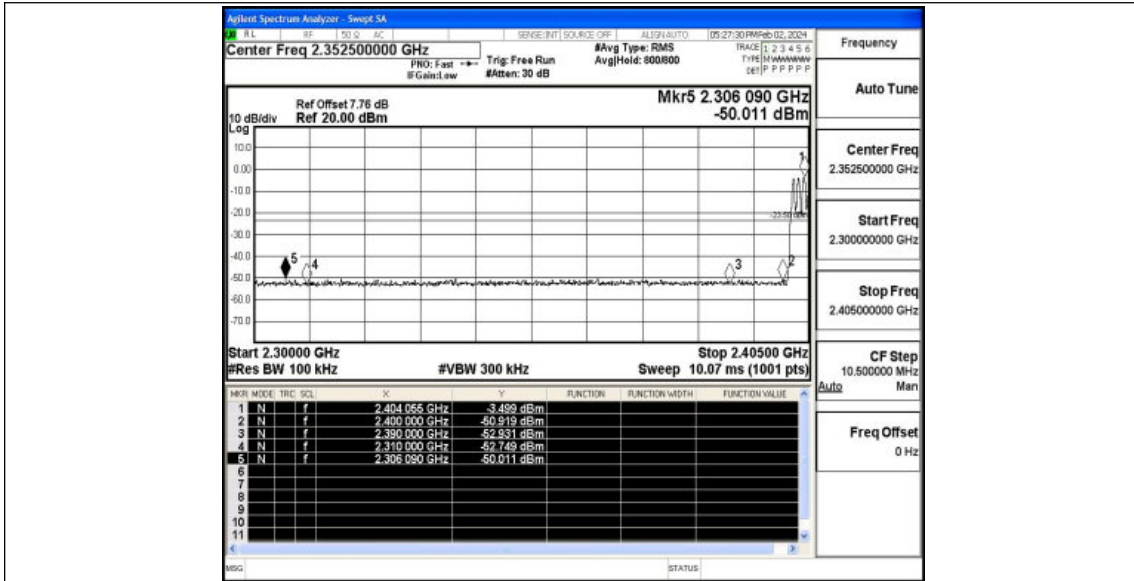 Agilent Spectrum Analyzer - Swept SA
RL RF 50 Ω AC SENSE:INT SOURCE OFF ALIGN AUTO 05:27:30 PM Feb 02, 2024
Center Freq 2.352500000 GHz
PNO: Fast
IFGain:Low
Trig: Free Run
#Atten: 30 dB
#Avg Type: RMS
Avg|Hold: 800/800
TRACE 1 2 3 4 5 6
TYPE M WWWWW
DET P P P P P P
Ref Offset 7.76 dB
Ref 20.00 dBm
10 dB/div
Log
Mkr5 2.306 090 GHz
-50.011 dBm
10.0
0.00
-10.0
-20.0
-30.0
-40.0
-50.0
-60.0
-70.0
1
-23.50 dBm
5
4
3
2
Start 2.30000 GHz
Stop 2.40500 GHz
#Res BW 100 kHz
#VBW 300 kHz
Sweep 10.07 ms (1001 pts)
MKR MODE TRC SCL X Y FUNCTION FUNCTION WIDTH FUNCTION VALUE
1 N f 2.404 055 GHz -3.499 dBm
2 N f 2.400 000 GHz -50.919 dBm
3 N f 2.390 000 GHz -52.931 dBm
4 N f 2.310 000 GHz -52.749 dBm
5 N f 2.306 090 GHz -50.011 dBm
6
7
8
9
10
11
MSG
STATUS
Frequency
Auto Tune
Center Freq
2.352500000 GHz
Start Freq
2.300000000 GHz
Stop Freq
2.405000000 GHz
CF Step
10.500000 MHz
Auto Man
Freq Offset
0 Hz